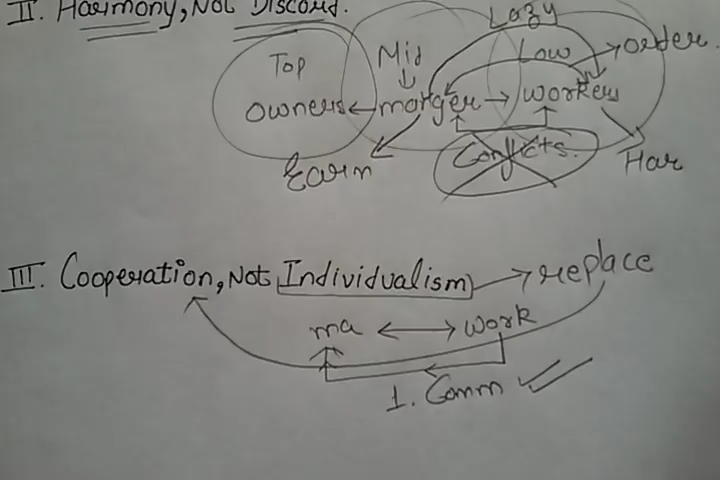 II. Harmony, Not Discord.
Lazy
Mid Low order.
Top
owners manger workers
Conflicts.
Earn Har
III. Cooperation, Not Individualism replace
ma work
1. Comm